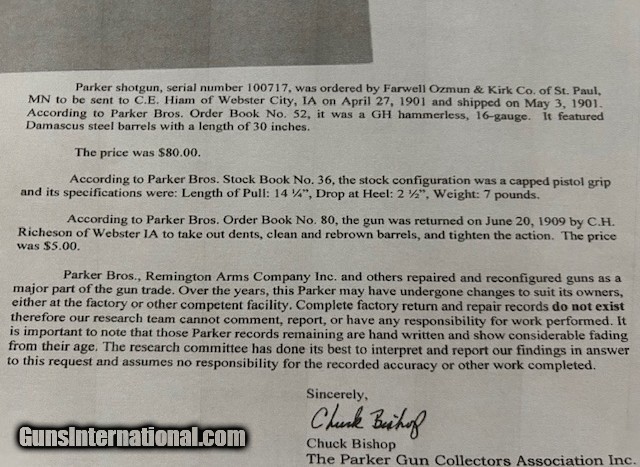 Parker shotgun, serial number 100717, was ordered by Farwell Ozmun & Kirk Co. of St. Paul,
MN to be sent to C.E. Hiam of Webster City, IA on April 27, 1901 and shipped on May 3, 1901.
According to Parker Bros. Order Book No. 52, it was a GH hammerless, 16-gauge. It featured
Damascus steel barrels with a length of 30 inches.
The price was $80.00.
According to Parker Bros. Stock Book No. 36, the stock configuration was a capped pistol grip
and its specifications were: Length of Pull: 14 ¼”, Drop at Heel: 2 ½”, Weight: 7 pounds.
According to Parker Bros. Order Book No. 80, the gun was returned on June 20, 1909 by C.H.
Richeson of Webster IA to take out dents, clean and rebrown barrels, and tighten the action. The price
was $5.00.
Parker Bros., Remington Arms Company Inc. and others repaired and reconfigured guns as a
major part of the gun trade. Over the years, this Parker may have undergone changes to suit its owners,
either at the factory or other competent facility. Complete factory return and repair records do not exist
therefore our research team cannot comment, report, or have any responsibility for work performed. It
is important to note that those Parker records remaining are hand written and show considerable fading
from their age. The research committee has done its best to interpret and report our findings in answer
to this request and assumes no responsibility for the recorded accuracy or other work completed.
Sincerely,
Chuck Bishop
Chuck Bishop
The Parker Gun Collectors Association Inc.
GunsInternational.com